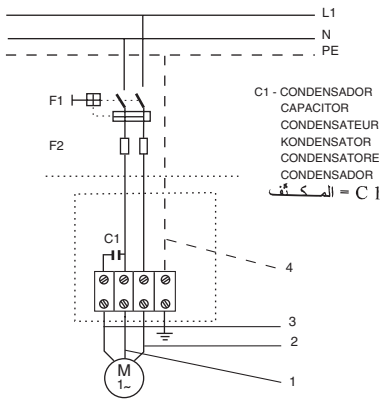 L1
N
PE
F1
C1 - CONDENSADOR
CAPACITOR
CONDENSATEUR
KONDENSATOR
CONDENSATORE
CONDENSADOR
المكثف = C 1
F2
C1
4
3
2
1
M
1~